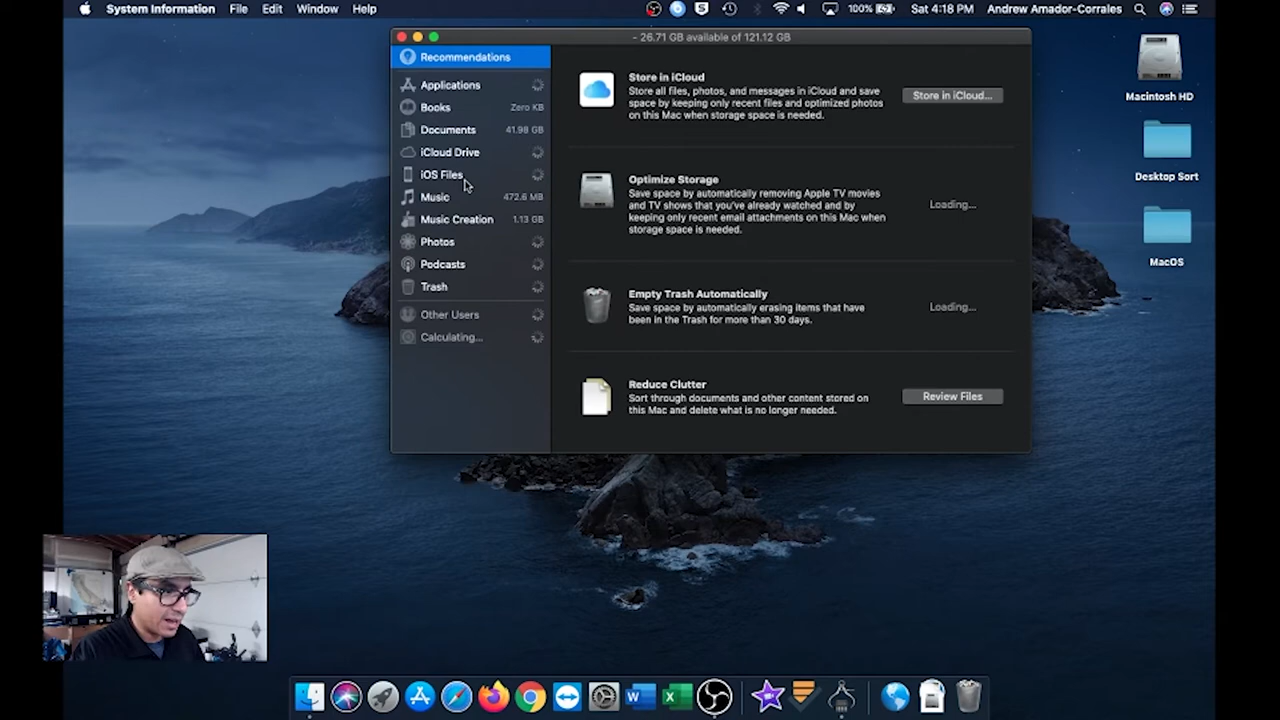 System Information File Edit Window Help 100% Sat 4:18 PM Andrew Amador-Corrales
- 26.71 GB available of 121.12 GB
Recommendations
Applications
Books Zero KB
Documents 41.98 GB
iCloud Drive
iOS Files
Music 472.6 MB
Music Creation 1.13 GB
Photos
Podcasts
Trash
Other Users
Calculating...
Store in iCloud
Store all files, photos, and messages in iCloud and save
space by keeping only recent files and optimized photos
on this Mac when storage space is needed.
Store in iCloud...
Optimize Storage
Save space by automatically removing Apple TV movies
and TV shows that you've already watched and by
keeping only recent email attachments on this Mac when
storage space is needed.
Loading...
Empty Trash Automatically
Save space by automatically erasing items that have
been in the Trash for more than 30 days.
Loading...
Reduce Clutter
Sort through documents and other content stored on
this Mac and delete what is no longer needed.
Review Files
Macintosh HD
Desktop Sort
MacOS
W X